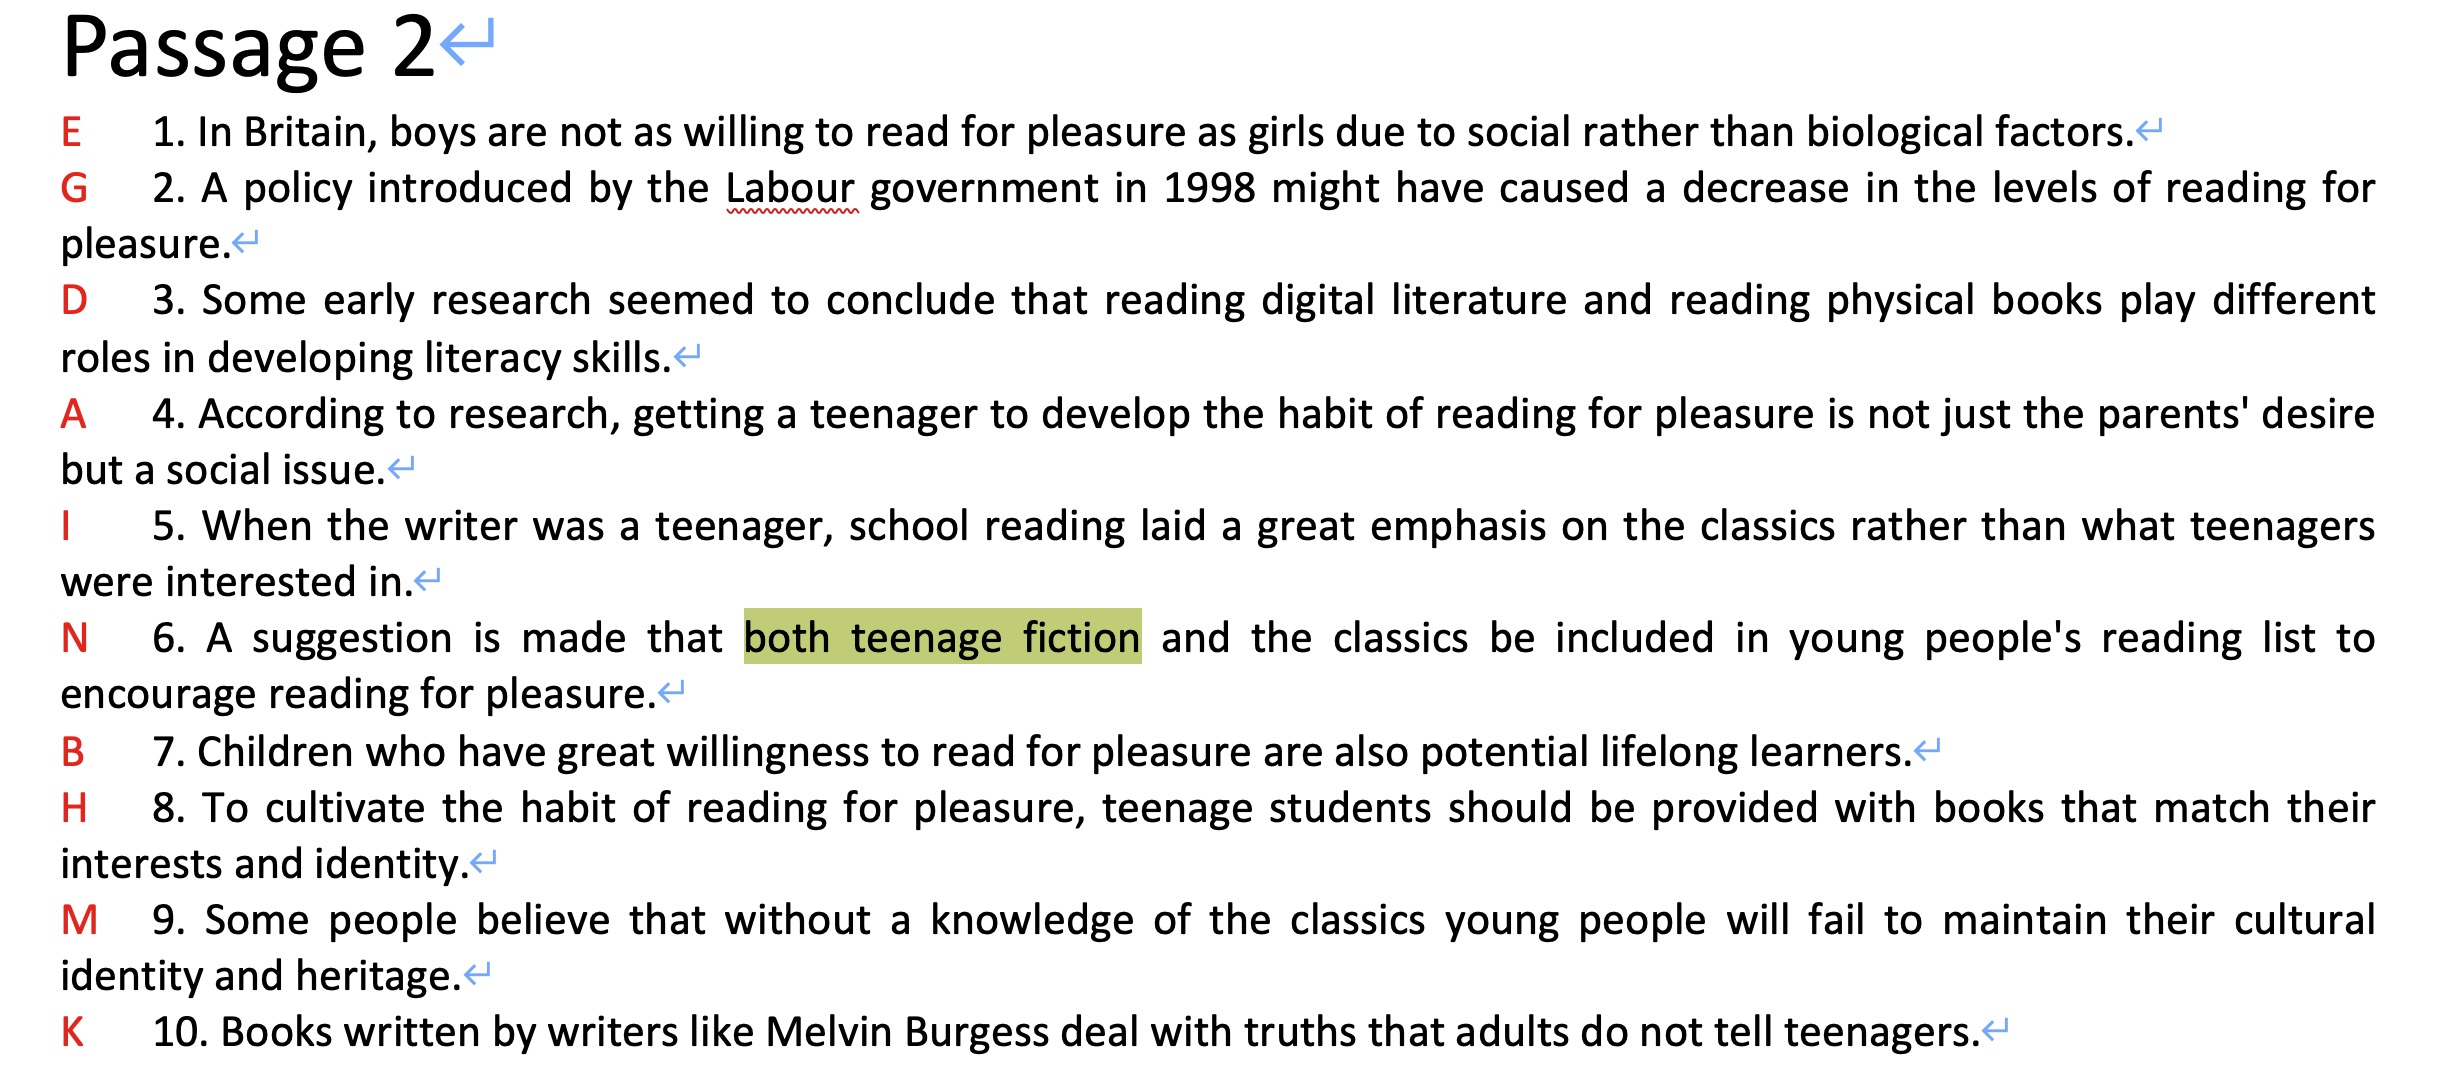 Passage 2↵
E 1. In Britain, boys are not as willing to read for pleasure as girls due to social rather than biological factors.↵
G 2. A policy introduced by the Labour government in 1998 might have caused a decrease in the levels of reading for
pleasure.↵
D 3. Some early research seemed to conclude that reading digital literature and reading physical books play different
roles in developing literacy skills.↵
A 4. According to research, getting a teenager to develop the habit of reading for pleasure is not just the parents' desire
but a social issue.↵
I 5. When the writer was a teenager, school reading laid a great emphasis on the classics rather than what teenagers
were interested in.↵
N 6. A suggestion is made that both teenage fiction and the classics be included in young people's reading list to
encourage reading for pleasure.↵
B 7. Children who have great willingness to read for pleasure are also potential lifelong learners.↵
H 8. To cultivate the habit of reading for pleasure, teenage students should be provided with books that match their
interests and identity.↵
M 9. Some people believe that without a knowledge of the classics young people will fail to maintain their cultural
identity and heritage.↵
K 10. Books written by writers like Melvin Burgess deal with truths that adults do not tell teenagers.↵